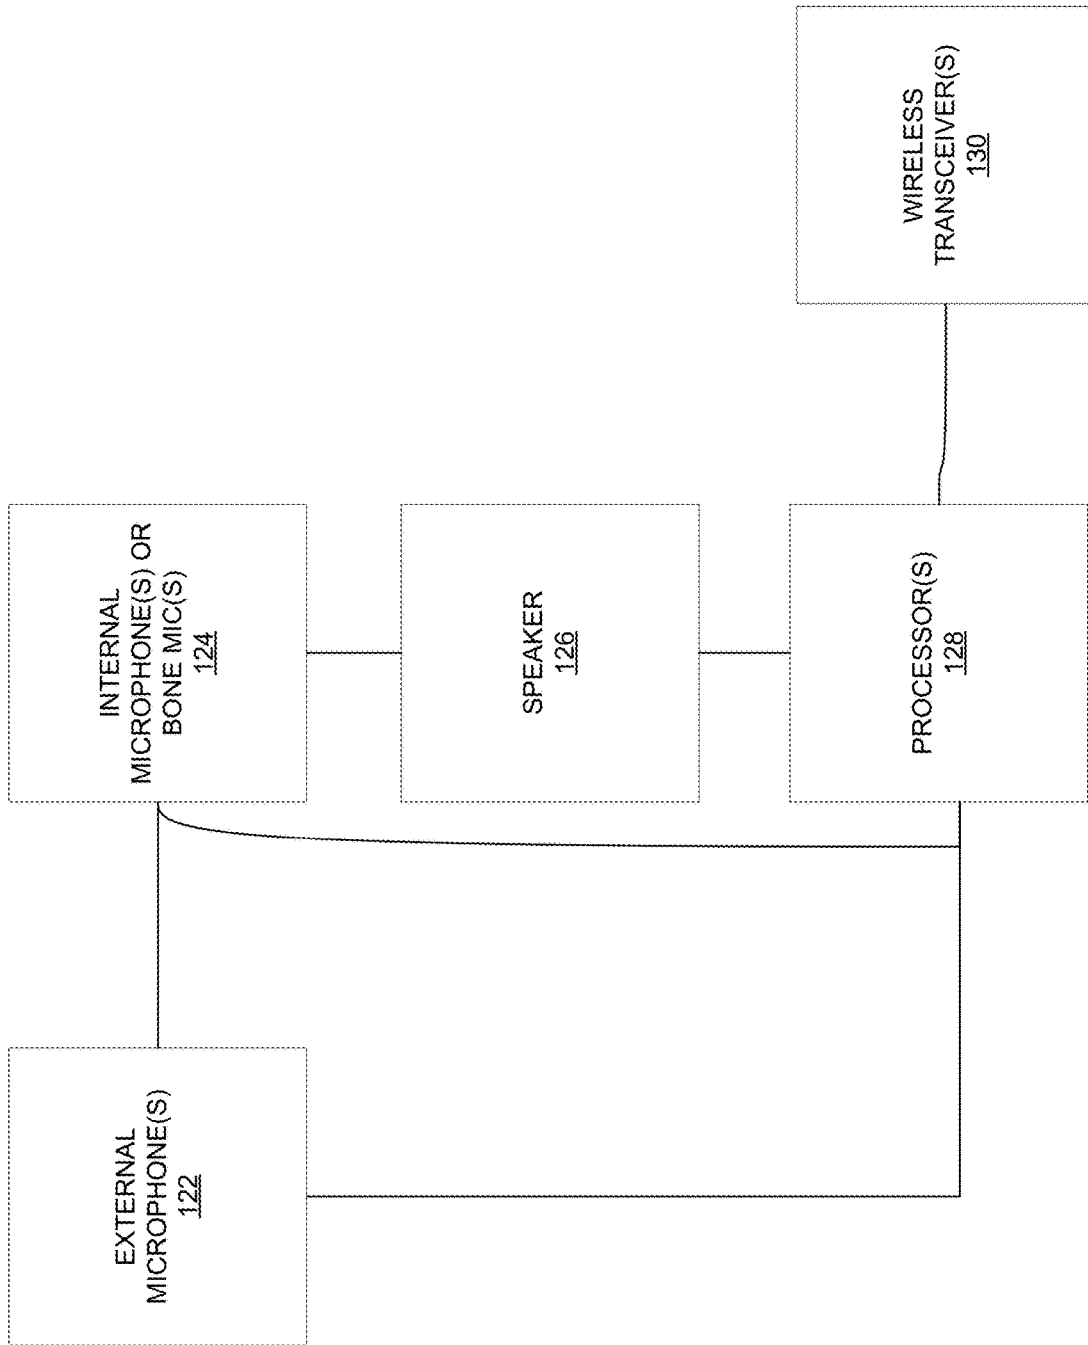 EXTERNAL
MICROPHONE(S)
122
INTERNAL
MICROPHONE(S) OR
BONE MIC(S)
124
SPEAKER
126
PROCESSOR(S)
128
WIRELESS
TRANSCEIVER(S)
130